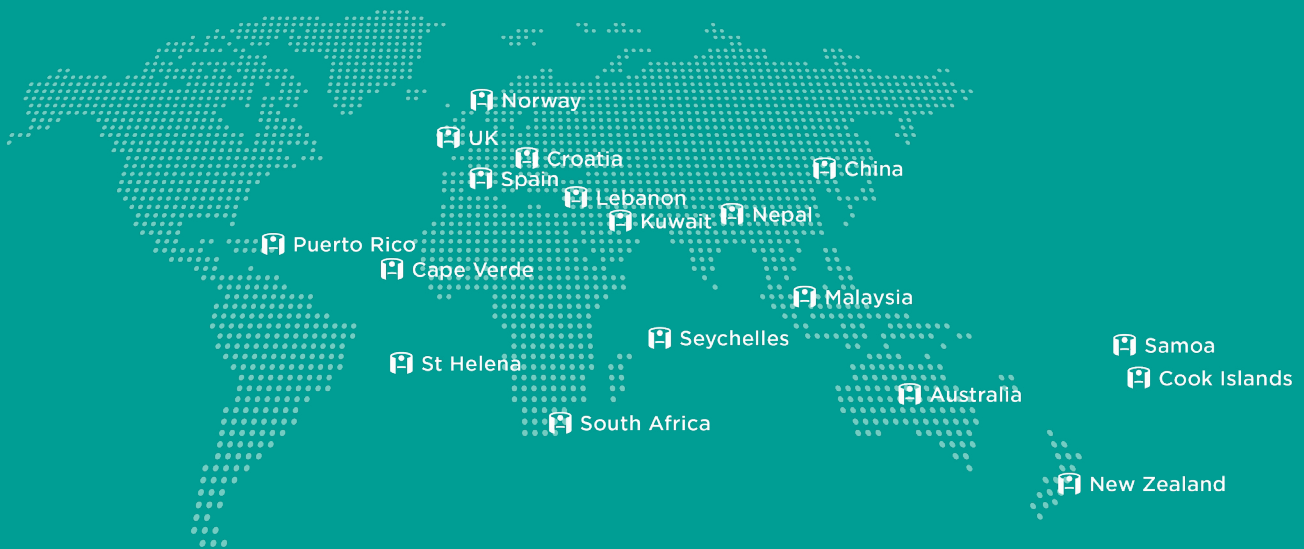 Norway
UK
Croatia
China
Spain
Lebanon
Kuwait
Nepal
Puerto Rico
Cape Verde
Malaysia
Seychelles
Samoa
St Helena
Cook Islands
Australia
South Africa
New Zealand